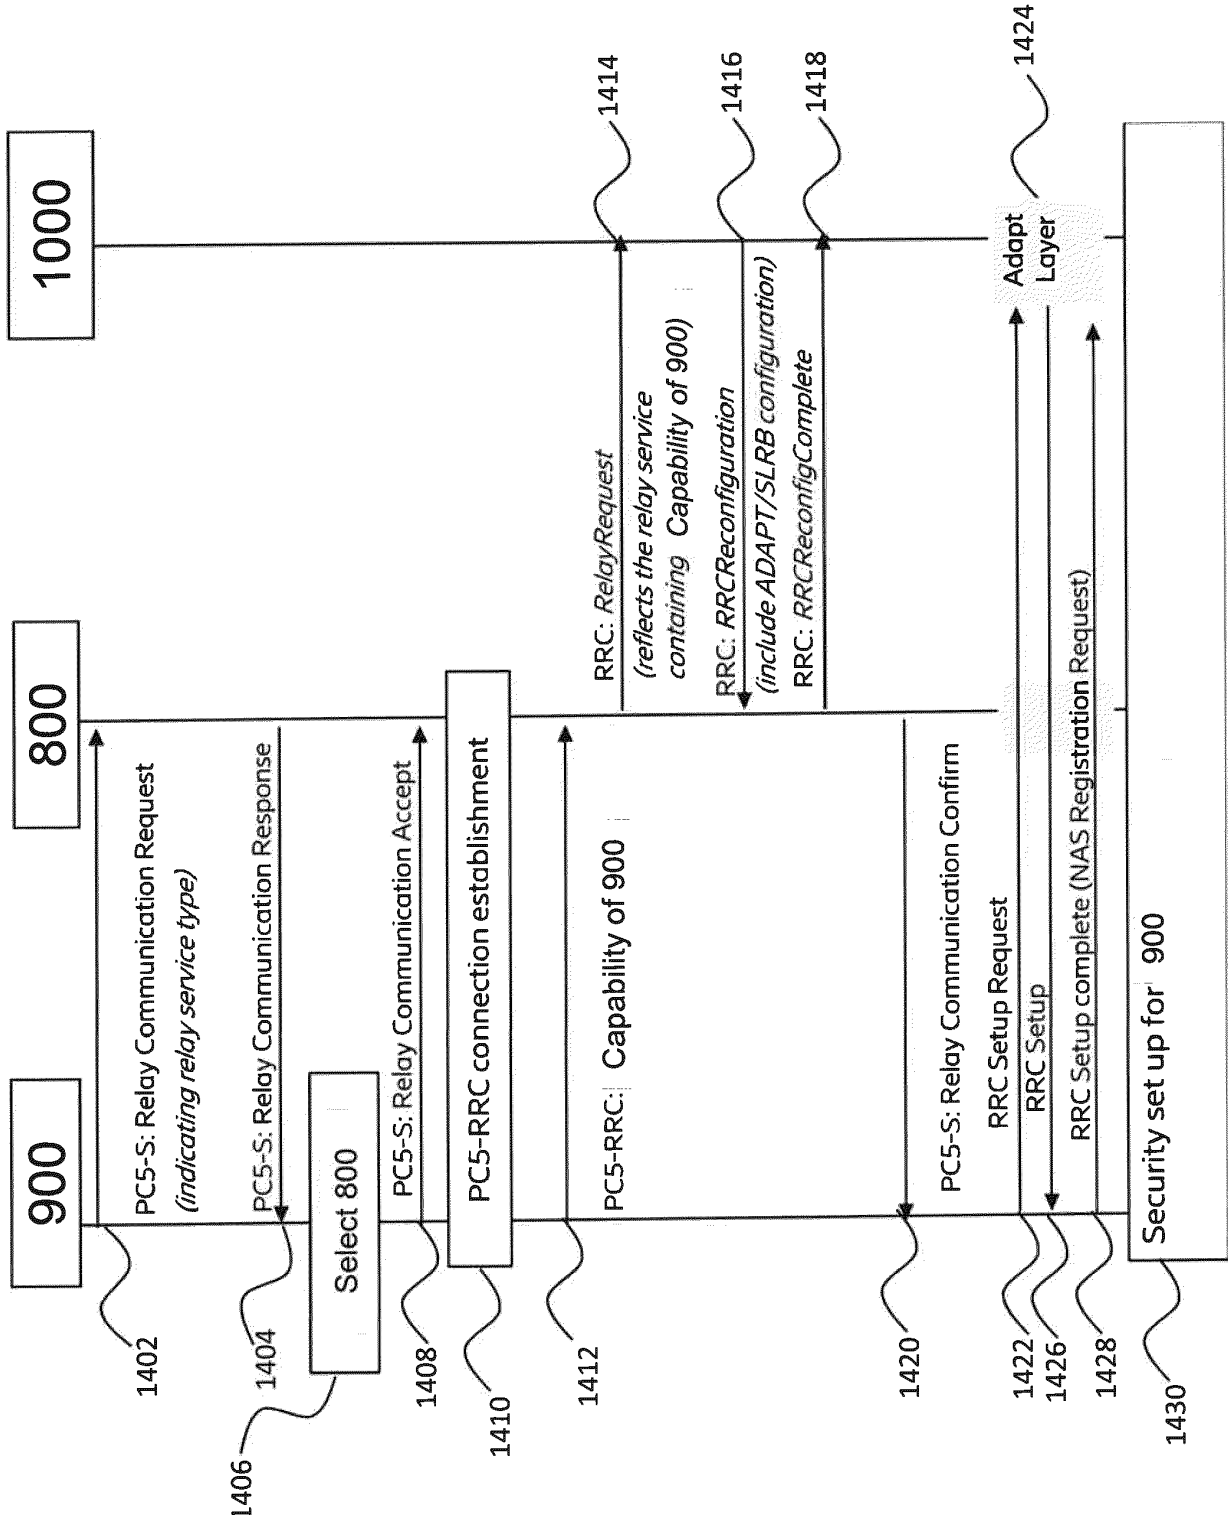 900
800
1000
1402
PC5-S: Relay Communication Request
(indicating relay service type)
1404
PC5-S: Relay Communication Response
1406
Select 800
1408
PC5-S: Relay Communication Accept
1410
PC5-RRC connection establishment
1412
PC5-RRC: Capability of 900
RRC: RelayRequest
1414
(reflects the relay service
containing Capability of 900)
RRC: RRCReconfiguration
1416
(include ADAPT/SLRB configuration)
RRC: RRCReconfigComplete
1418
1420
PC5-S: Relay Communication Confirm
1422
RRC Setup Request
Adapt
Layer
1424
1426
RRC Setup
1428
RRC Setup complete (NAS Registration Request)
1430
Security set up for 900